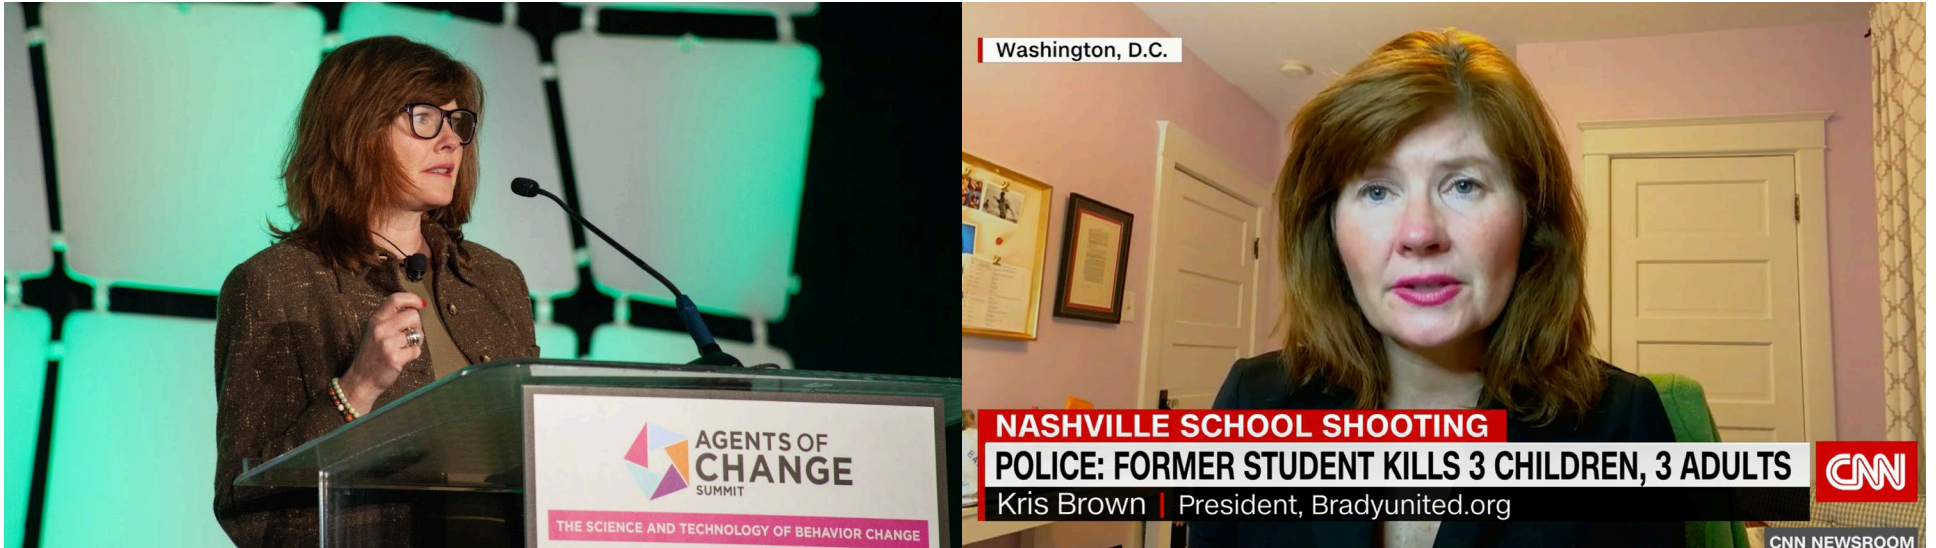 AGENTS OF
CHANGE
SUMMIT
THE SCIENCE AND TECHNOLOGY OF BEHAVIOR CHANGE
Washington, D.C.
NASHVILLE SCHOOL SHOOTING
POLICE: FORMER STUDENT KILLS 3 CHILDREN, 3 ADULTS
Kris Brown | President, Bradyunited.org
CNN
CNN NEWSROOM